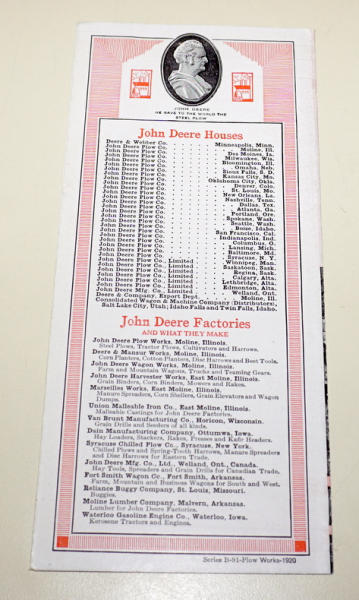 JOHN DEERE
HE GAVE TO THE WORLD THE
STEEL PLOW
John Deere Houses
Deere & Webber Co. Minneapolis, Minn.
John Deere Plow Co. Moline, Ill.
John Deere Plow Co. Des Moines, Ia.
John Deere Plow Co. Milwaukee, Wis.
John Deere Plow Co. Bloomington, Ill.
John Deere Plow Co. Omaha, Neb.
John Deere Plow Co. Sioux Falls, S. D.
John Deere Plow Co. Kansas City, Mo.
John Deere Plow Co. Oklahoma City, Okla.
John Deere Plow Co. Denver, Colo.
John Deere Plow Co. St. Louis, Mo.
John Deere Plow Co. New Orleans, La.
John Deere Plow Co. Nashville, Tenn.
John Deere Plow Co. Dallas, Tex.
John Deere Plow Co. Atlanta, Ga.
John Deere Plow Co. Portland, Ore.
John Deere Plow Co. Spokane, Wash.
John Deere Plow Co. Seattle, Wash.
John Deere Plow Co. Boise, Idaho
John Deere Plow Co. San Francisco, Cal.
John Deere Plow Co. Indianapolis, Ind.
John Deere Plow Co. Columbus, O.
John Deere Plow Co. Lansing, Mich.
John Deere Plow Co. Baltimore, Md.
John Deere Plow Co. Syracuse, N. Y.
John Deere Plow Co., Limited Winnipeg, Man.
John Deere Plow Co., Limited Saskatoon, Sask.
John Deere Plow Co., Limited Regina, Sask.
John Deere Plow Co., Limited Calgary, Alta.
John Deere Plow Co., Limited Lethbridge, Alta.
John Deere Plow Co., Limited Edmonton, Alta.
John Deere Mfg. Co., Limited Welland, Ont.
Deere & Company, Export Dept. Moline, Ill.
Consolidated Wagon & Machine Company (Distributors),
Salt Lake City, Utah; Idaho Falls and Twin Falls, Idaho.
John Deere Factories
AND WHAT THEY MAKE
John Deere Plow Works, Moline, Illinois.
Steel Plows, Tractor Plows, Cultivators and Harrows.
Deere & Mansur Works, Moline, Illinois.
Corn Planters, Cotton Planters, Disc Harrows and Beet Tools.
John Deere Wagon Works, Moline, Illinois.
Farm and Mountain Wagons, Trucks and Teaming Gears.
John Deere Harvester Works, East Moline, Illinois.
Grain Binders, Corn Binders, Mowers and Rakes.
Marseilles Works, East Moline, Illinois.
Manure Spreaders, Corn Shellers, Grain Elevators and Wagon
Dumps.
Union Malleable Iron Co., East Moline, Illinois.
Malleable Castings for John Deere Factories.
Van Brunt Manufacturing Co., Horicon, Wisconsin.
Grain Drills and Seeders of all kinds.
Dain Manufacturing Company, Ottumwa, Iowa.
Hay Loaders, Stackers, Rakes, Presses and Kafir Headers.
Syracuse Chilled Plow Co., Syracuse, New York.
Chilled Plows and Spring-Tooth Harrows, Manure Spreaders
and Disc Harrows for Eastern Trade.
John Deere Mfg. Co., Ltd., Welland, Ont., Canada.
Hay Tools, Spreaders and Grain Drills for Canadian Trade.
Fort Smith Wagon Co., Fort Smith, Arkansas.
Farm, Mountain and Business Wagons for South and West.
Reliance Buggy Company, St. Louis, Missouri.
Buggies.
Moline Lumber Company, Malvern, Arkansas.
Lumber for John Deere Factories.
Waterloo Gasoline Engine Co., Waterloo, Iowa.
Kerosene Tractors and Engines.
Series B-91-Plow Works-1920